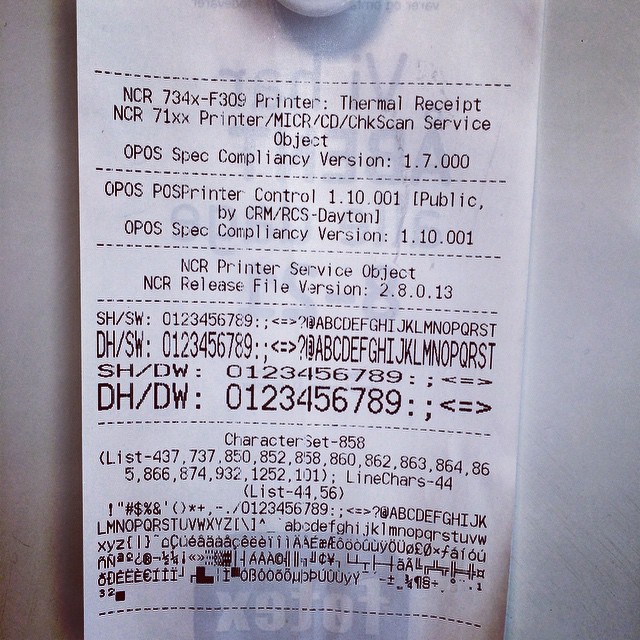 NCR 734x-F309 Printer: Thermal Receipt
NCR 71xx Printer/MICR/CD/ChkScan Service
Object
OPOS Spec Compliancy Version: 1.7.000
OPOS POSPrinter Control 1.10.001 [Public,
by CRM/RCS-Dayton]
OPOS Spec Compliancy Version: 1.10.001
NCR Printer Service Object
NCR Release File Version: 2.8.0.13
SH/SW: 0123456789:;<=>?@ABCDEFGHIJKLMNOPQRST
DH/SW: 0123456789:;<=>?@ABCDEFGHIJKLMNOPQRST
SH/DW: 0123456789:;<=>
DH/DW: 0123456789:;<=>
CharacterSet-858
(List-437,737,850,852,858,860,862,863,864,86
5,866,874,932,1252,101); LineChars-44
(List-44,56)
!"#$%&'()*+,-./0123456789:;<=>?@ABCDEFGHIJK
LMNOPQRSTUVWXYZ[\]^_`abcdefghijklmnopqrstuvw